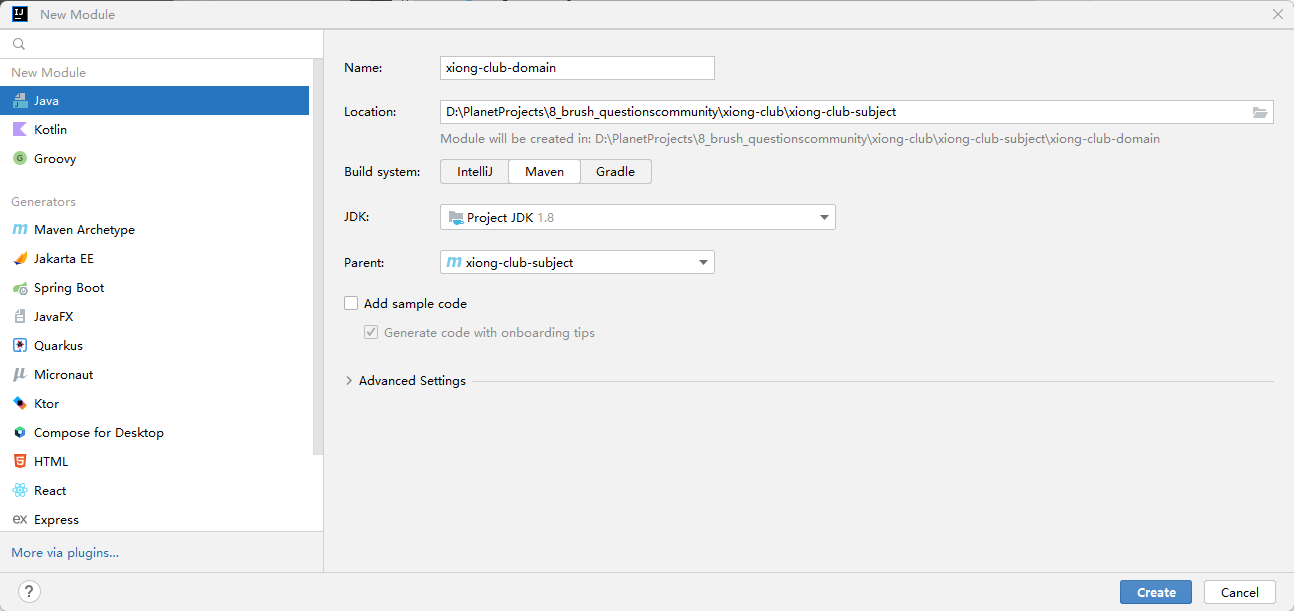 New Module
New Module
Java
Kotlin
Groovy
Generators
Maven Archetype
Jakarta EE
Spring Boot
JavaFX
Quarkus
Micronaut
Ktor
Compose for Desktop
HTML
React
ex Express
More via plugins...
Name: xiong-club-domain
Location: D:\PlanetProjects\8_brush_questionscommunity\xiong-club\xiong-club-subject
Module will be created in: D:\PlanetProjects\8_brush_questionscommunity\xiong-club\xiong-club-subject\xiong-club-domain
Build system: IntelliJ Maven Gradle
JDK: Project JDK 1.8
Parent: m xiong-club-subject
Add sample code
Generate code with onboarding tips
Advanced Settings
? Create Cancel